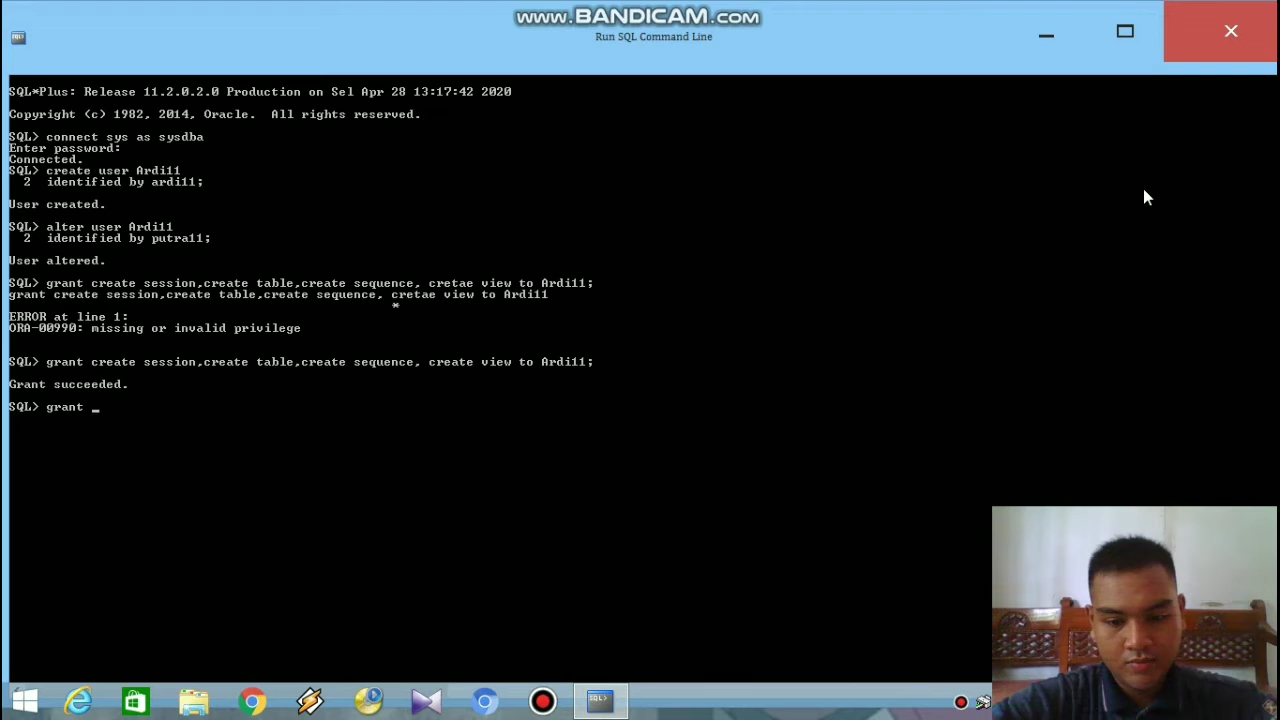 www.BANDICAM.com
Run SQL Command Line
SQL*Plus: Release 11.2.0.2.0 Production on Sel Apr 28 13:17:42 2020
Copyright (c) 1982, 2014, Oracle.  All rights reserved.
SQL> connect sys as sysdba
Enter password:
Connected.
SQL> create user Ardi11
  2  identified by ardi11;
User created.
SQL> alter user Ardi11
  2  identified by putra11;
User altered.
SQL> grant create session,create table,create sequence, cretae view to Ardi11;
grant create session,create table,create sequence, cretae view to Ardi11
*
ERROR at line 1:
ORA-00990: missing or invalid privilege
SQL> grant create session,create table,create sequence, create view to Ardi11;
Grant succeeded.
SQL> grant _
SQL>